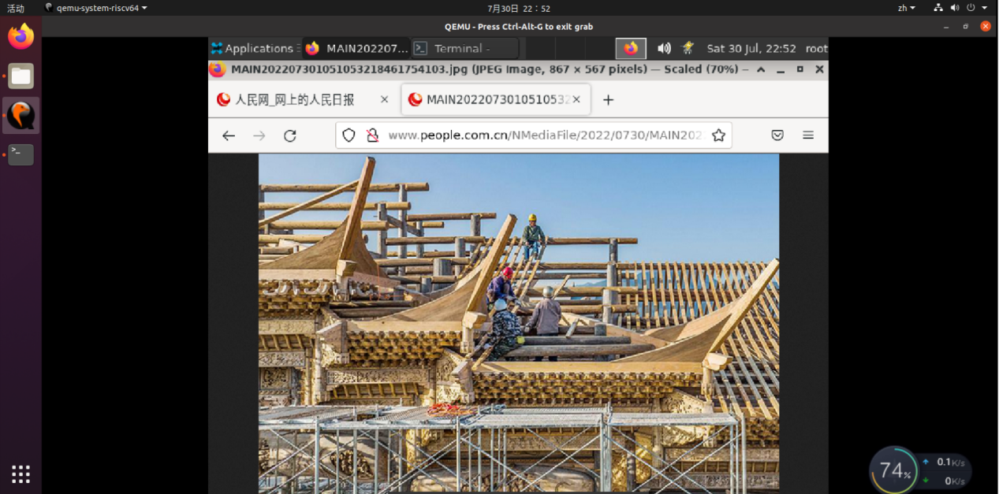 活动 qemu-system-riscv64 7月30日 22：52 zh
QEMU - Press Ctrl-Alt-G to exit grab
Applications MAIN202207... Terminal - Sat 30 Jul, 22:52 root
MAIN202207301051053218461754103.jpg (JPEG Image, 867 × 567 pixels) — Scaled (70%) –
人民网_网上的人民日报 MAIN2022073010510532
www.people.com.cn/NMediaFile/2022/0730/MAIN202
74% 0.1K/s
0K/s